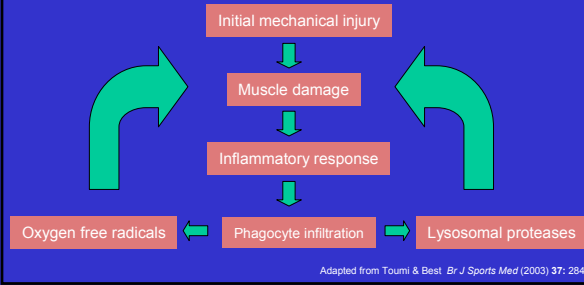 Initial mechanical injury
Muscle damage
Inflammatory response
Oxygen free radicals
Phagocyte infiltration
Lysosomal proteases
Adapted from Toumi & Best Br J Sports Med (2003) 37: 284